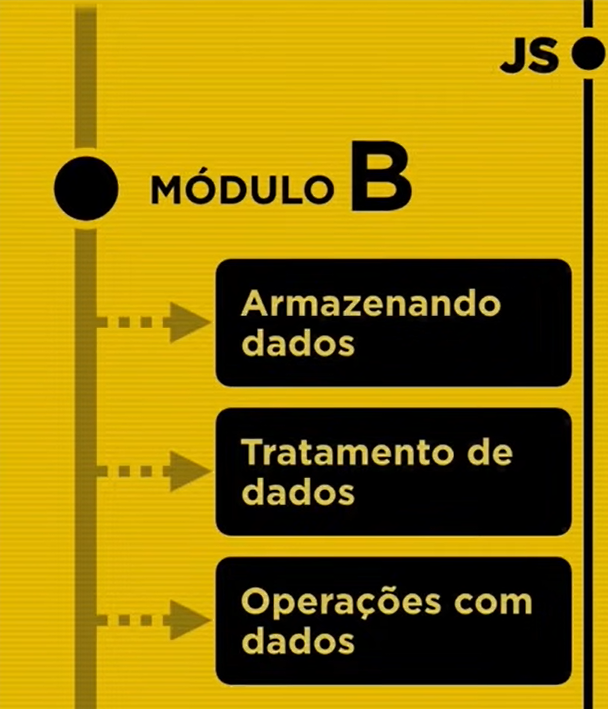 JS
MÓDULO B
Armazenando
dados
Tratamento de
dados
Operações com
dados